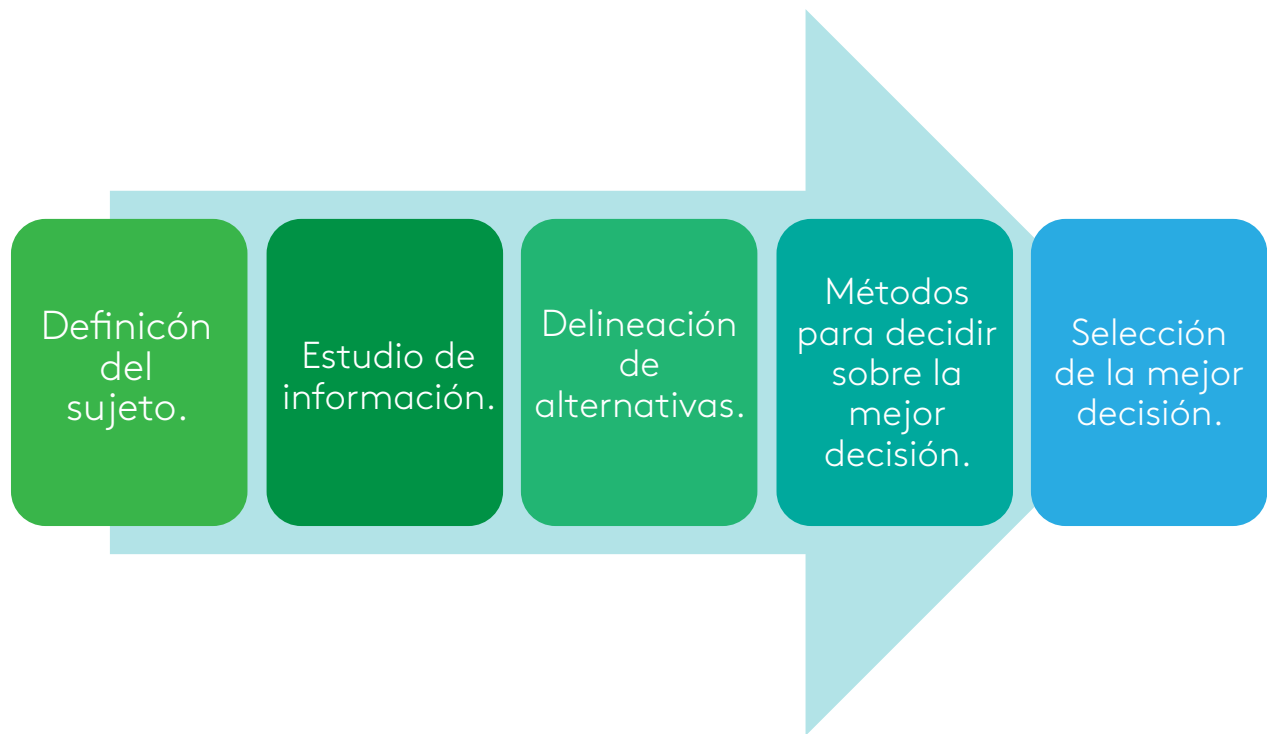 Definicón
del
sujeto.
Estudio de
información.
Delineación
de
alternativas.
Métodos
para decidir
sobre la
mejor
decisión.
Selección
de la mejor
decisión.